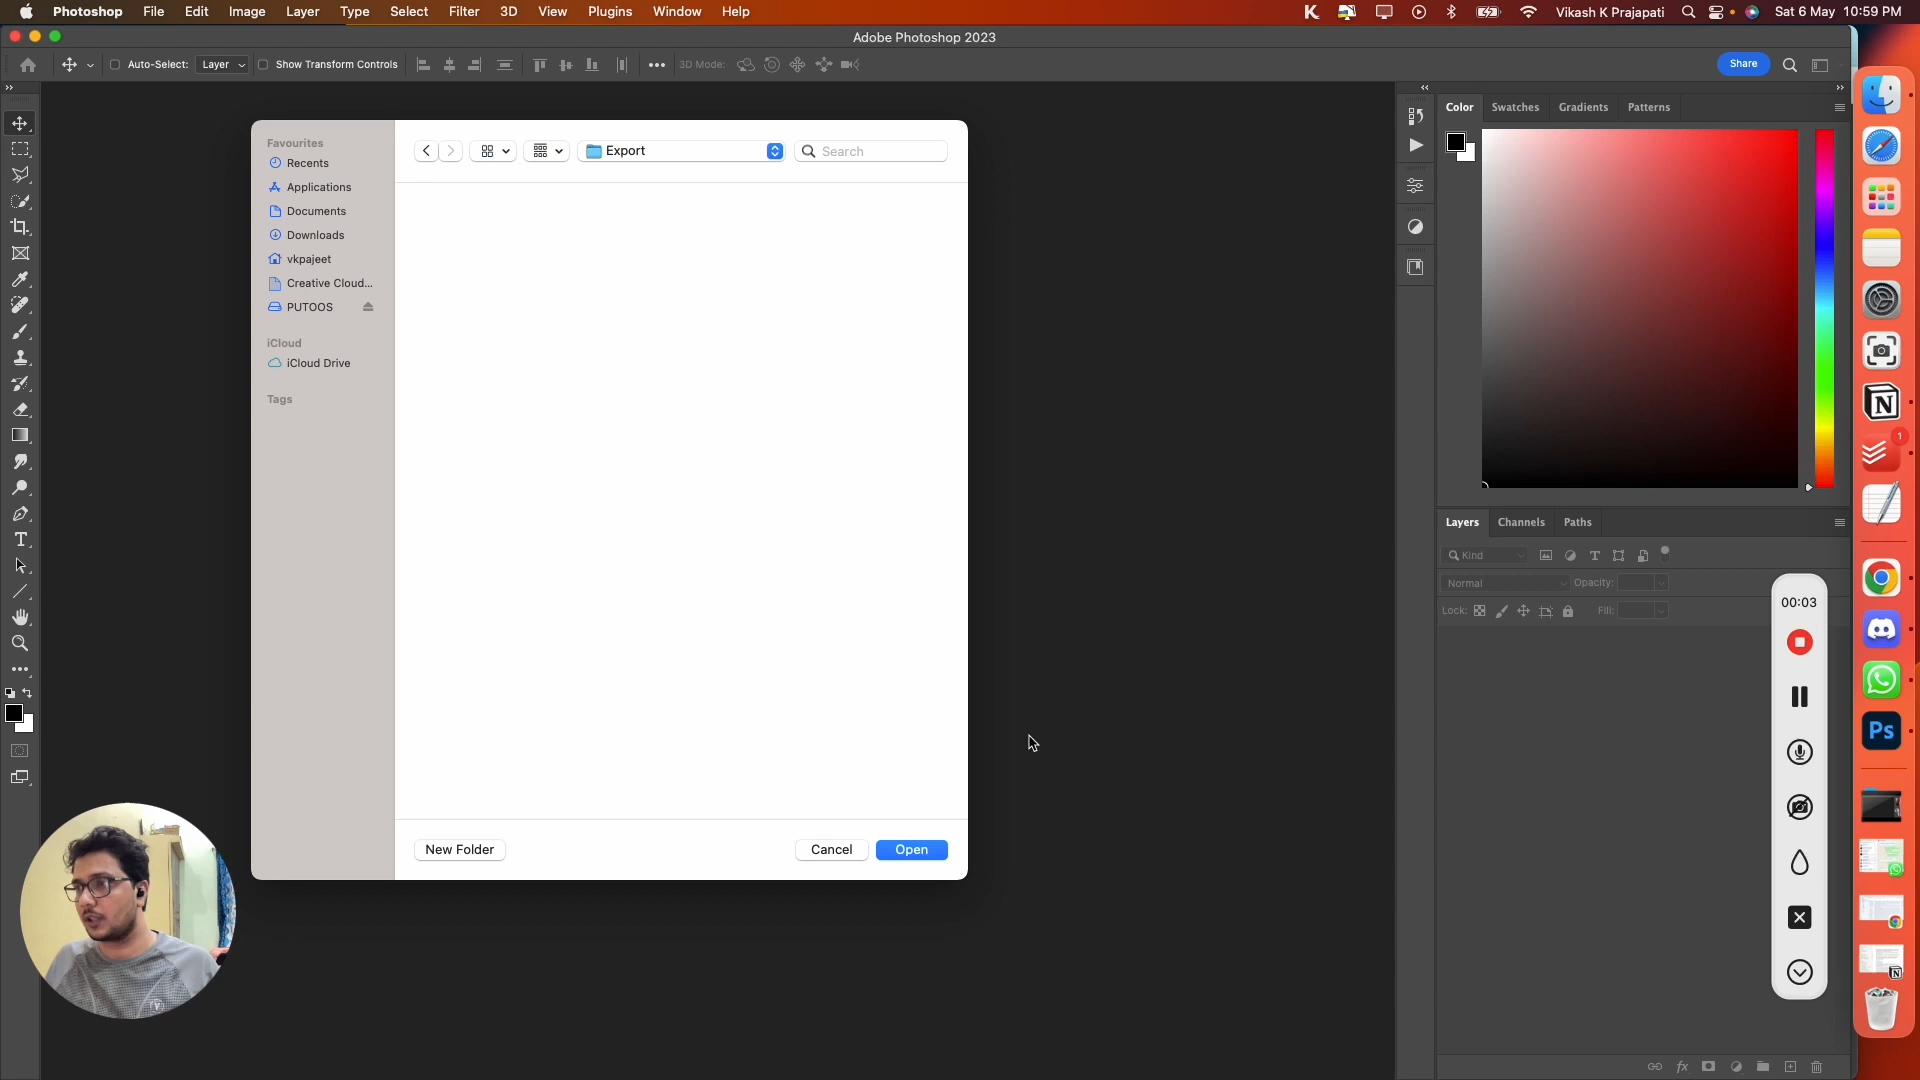 Photoshop File Edit Image Layer Type Select Filter 3D View Plugins Window Help
K Vikash K Prajapati Sat 6 May 10:59 PM
Adobe Photoshop 2023
Auto-Select: Layer Show Transform Controls 3D Mode: Share
Color Swatches Gradients Patterns
Favourites
Recents
Applications
Documents
Downloads
vkpajeet
Creative Cloud...
PUTOOS
iCloud
iCloud Drive
Tags
Export
Search
New Folder Cancel Open
Layers Channels Paths
Kind
Normal Opacity:
Lock: Fill:
00:03
1
Ps